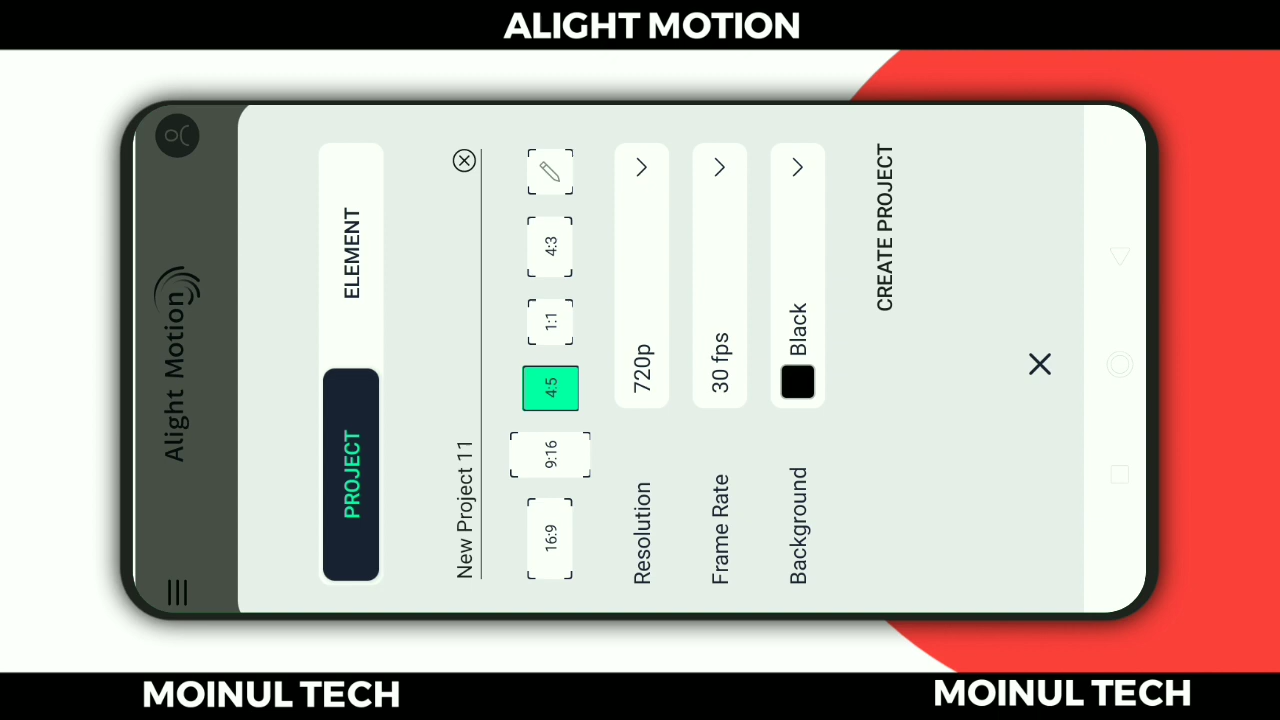 ALIGHT MOTION
Alight Motion
PROJECT ELEMENT
New Project 11
16:9 9:16 4:5 1:1 4:3
Resolution 720p
Frame Rate 30 fps
Background Black
CREATE PROJECT
MOINUL TECH MOINUL TECH